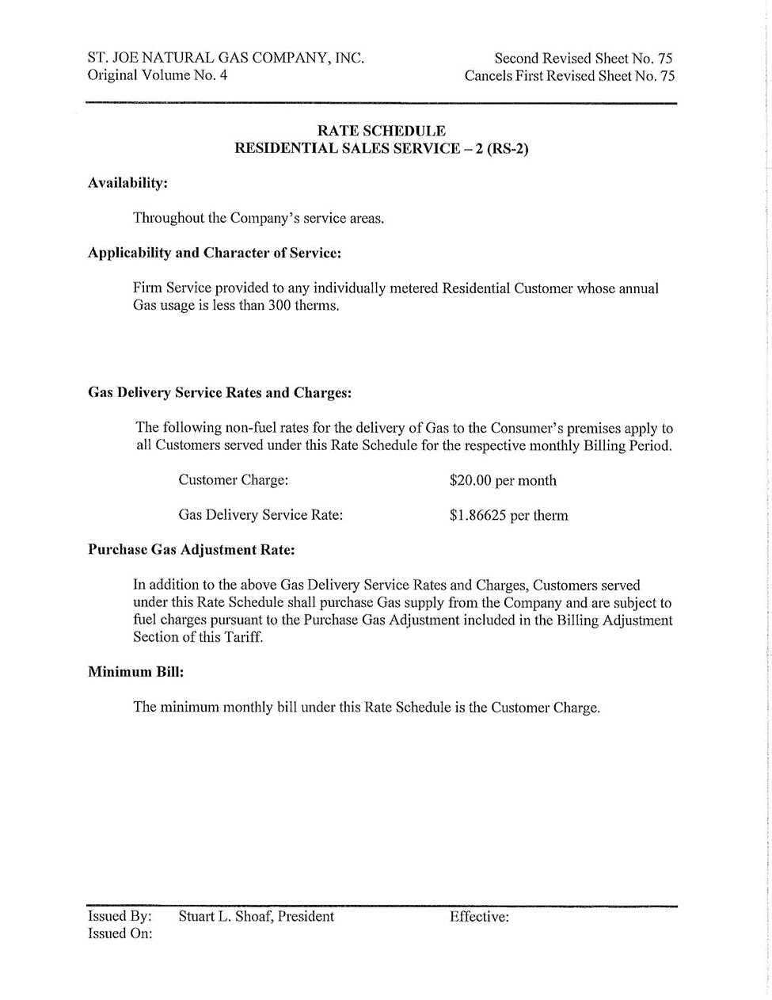 ST. JOE NATURAL GAS COMPANY, INC. Second Revised Sheet No. 75
Original Volume No. 4 Cancels First Revised Sheet No. 75
RATE SCHEDULE
RESIDENTIAL SALES SERVICE – 2 (RS-2)
Availability:
Throughout the Company's service areas.
Applicability and Character of Service:
Firm Service provided to any individually metered Residential Customer whose annual
Gas usage is less than 300 therms.
Gas Delivery Service Rates and Charges:
The following non-fuel rates for the delivery of Gas to the Consumer's premises apply to
all Customers served under this Rate Schedule for the respective monthly Billing Period.
Customer Charge: $20.00 per month
Gas Delivery Service Rate: $1.86625 per therm
Purchase Gas Adjustment Rate:
In addition to the above Gas Delivery Service Rates and Charges, Customers served
under this Rate Schedule shall purchase Gas supply from the Company and are subject to
fuel charges pursuant to the Purchase Gas Adjustment included in the Billing Adjustment
Section of this Tariff.
Minimum Bill:
The minimum monthly bill under this Rate Schedule is the Customer Charge.
Issued By: Stuart L. Shoaf, President Effective:
Issued On: